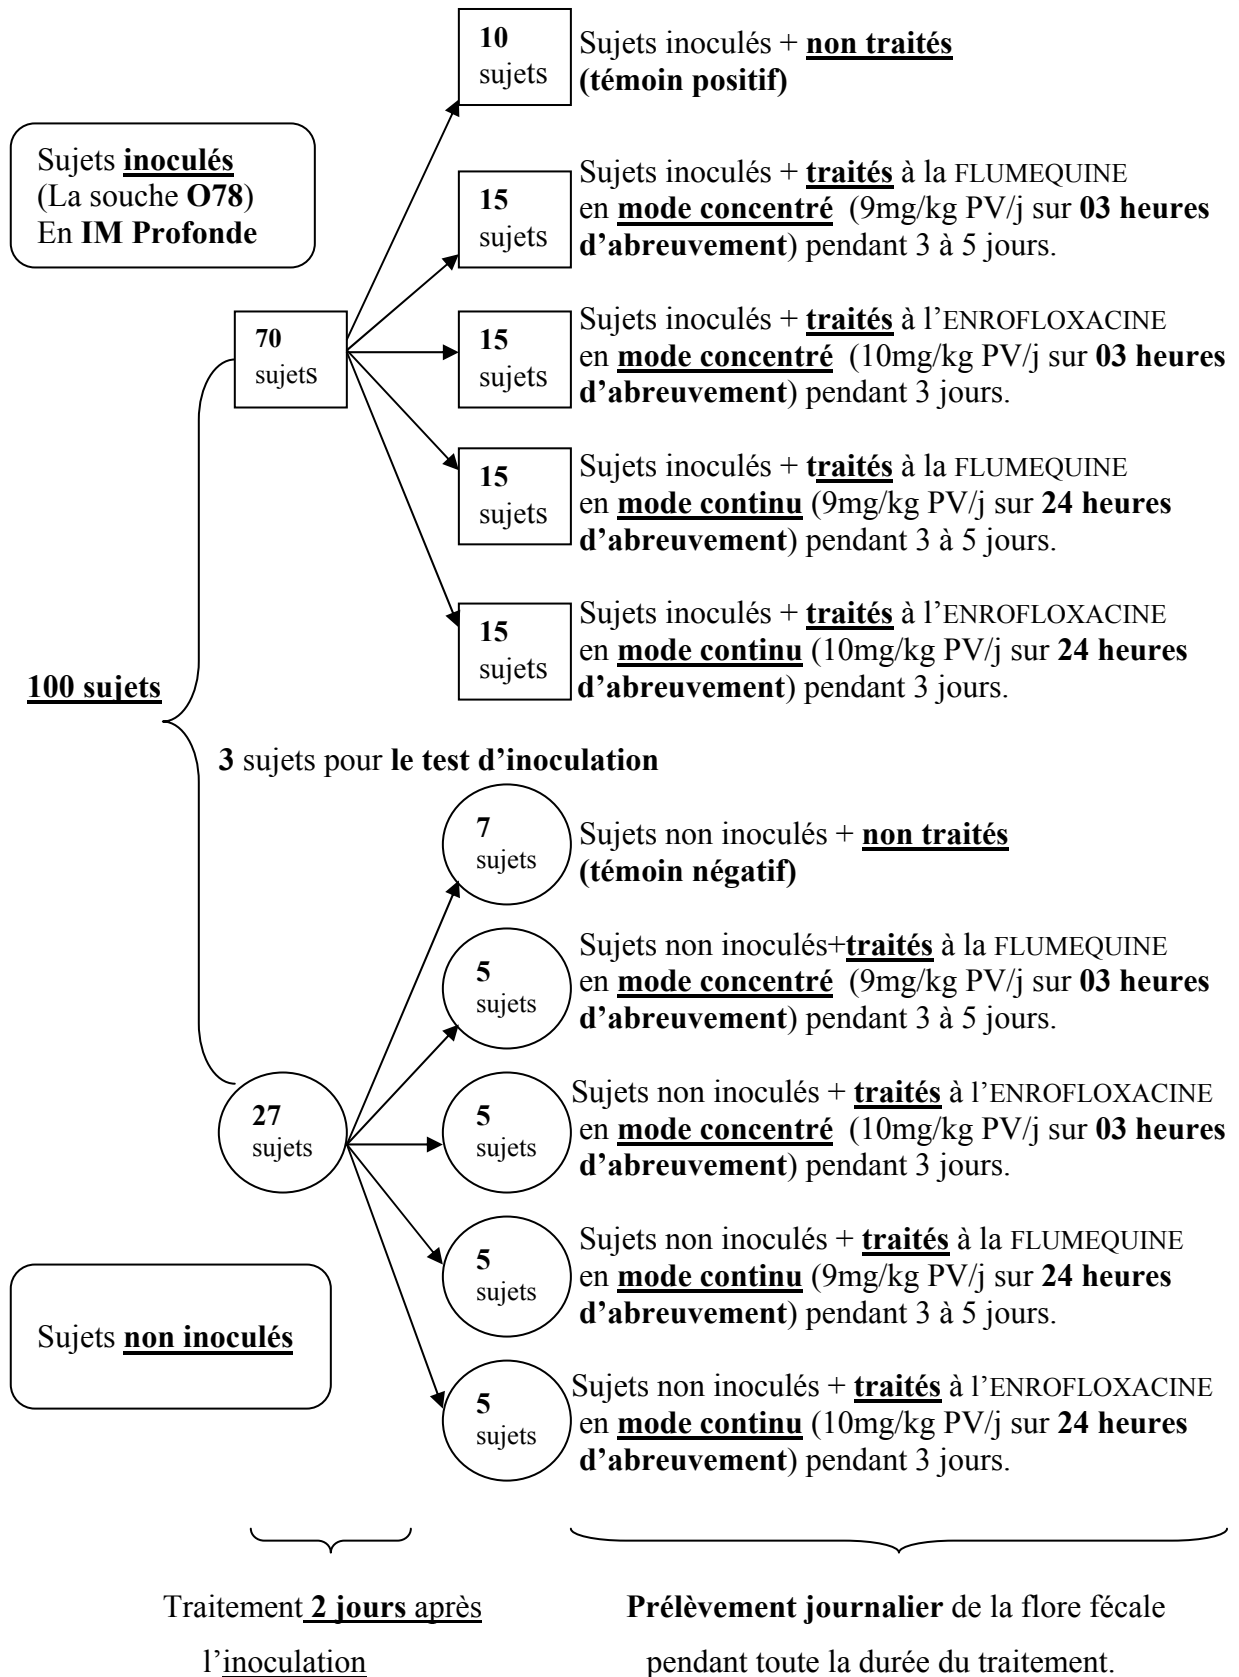 10
sujets
Sujets inoculés + non traités
(témoin positif)
Sujets inoculés
(La souche O78)
En IM Profonde
15
sujets
Sujets inoculés + traités à la FLUMEQUINE
en mode concentré (9mg/kg PV/j sur 03 heures
d’abreuvement) pendant 3 à 5 jours.
70
sujets
15
sujets
Sujets inoculés + traités à l’ENROFLOXACINE
en mode concentré (10mg/kg PV/j sur 03 heures
d’abreuvement) pendant 3 jours.
15
sujets
Sujets inoculés + traités à la FLUMEQUINE
en mode continu (9mg/kg PV/j sur 24 heures
d’abreuvement) pendant 3 à 5 jours.
15
sujets
Sujets inoculés + traités à l’ENROFLOXACINE
en mode continu (10mg/kg PV/j sur 24 heures
d’abreuvement) pendant 3 jours.
100 sujets
3 sujets pour le test d’inoculation
7
sujets
Sujets non inoculés + non traités
(témoin négatif)
5
sujets
Sujets non inoculés+traités à la FLUMEQUINE
en mode concentré (9mg/kg PV/j sur 03 heures
d’abreuvement) pendant 3 à 5 jours.
27
sujets
5
sujets
Sujets non inoculés + traités à l’ENROFLOXACINE
en mode concentré (10mg/kg PV/j sur 03 heures
d’abreuvement) pendant 3 jours.
5
sujets
Sujets non inoculés + traités à la FLUMEQUINE
en mode continu (9mg/kg PV/j sur 24 heures
d’abreuvement) pendant 3 à 5 jours.
Sujets non inoculés
5
sujets
Sujets non inoculés + traités à l’ENROFLOXACINE
en mode continu (10mg/kg PV/j sur 24 heures
d’abreuvement) pendant 3 jours.
Traitement 2 jours après
l’inoculation
Prélèvement journalier de la flore fécale
pendant toute la durée du traitement.